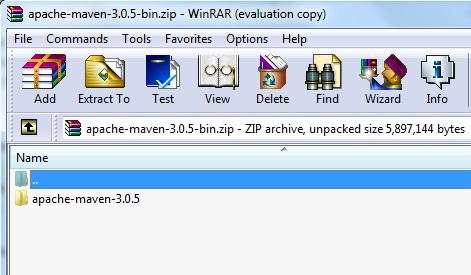 apache-maven-3.0.5-bin.zip - WinRAR (evaluation copy)
File Commands Tools Favorites Options Help
Add Extract To Test View Delete Find Wizard Info
apache-maven-3.0.5-bin.zip - ZIP archive, unpacked size 5,897,144 bytes
Name
..
apache-maven-3.0.5